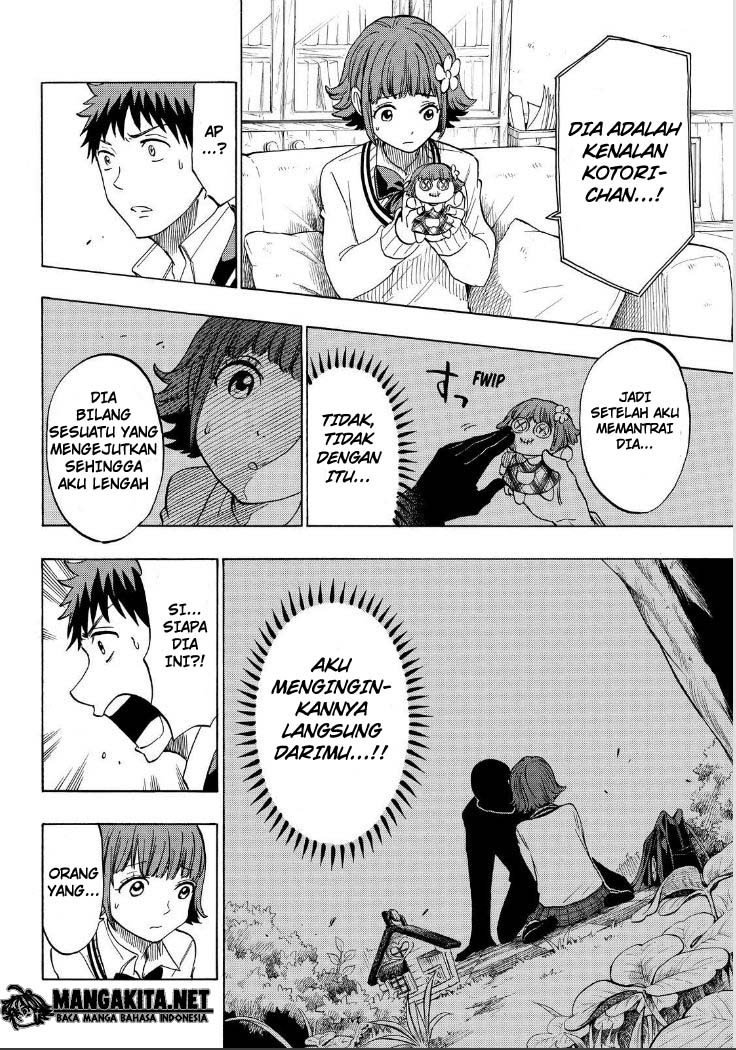 DIA ADALAH
KENALAN
KOTORI-
CHAN...!
AP
...?
JADI
SETELAH AKU
MEMANTRAI
DIA...
すっ
FWIP
TIDAK,
TIDAK
DENGAN
ITU...
DIA
BILANG
SESUATU YANG
MENGEJUTKAN
SEHINGGA
AKU LENGAH
AKU
MENGINGIN-
KANNYA
LANGSUNG
DARIMU...!!
SI...
SIAPA
DIA
INI?!
ORANG
YANG...
MANGAKITA.NET
BACA MANGA BAHASA INDONESIA